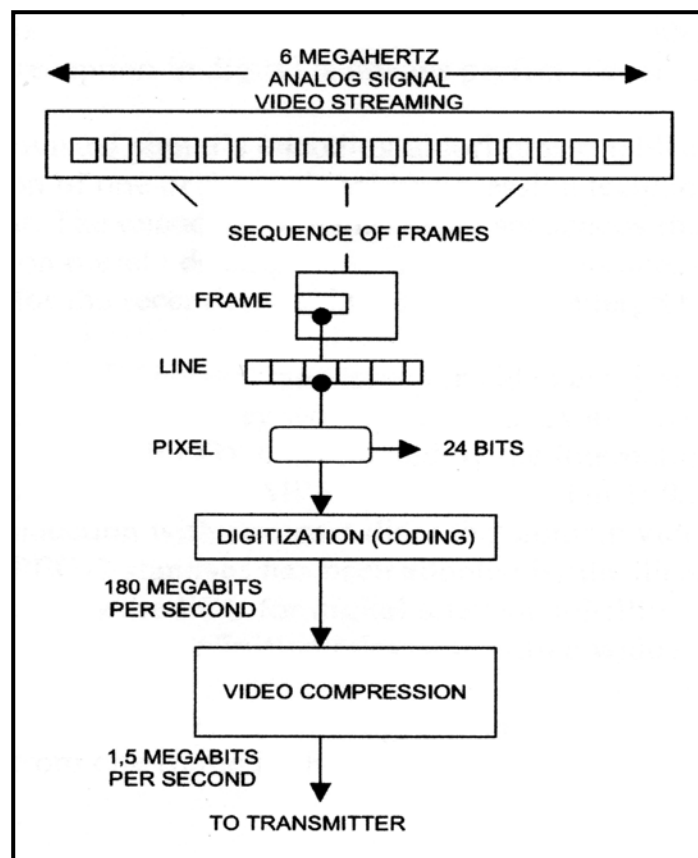 6 MEGAHERTZ
ANALOG SIGNAL
VIDEO STREAMING
SEQUENCE OF FRAMES
FRAME
LINE
PIXEL
24 BITS
DIGITIZATION (CODING)
180 MEGABITS
PER SECOND
VIDEO COMPRESSION
1,5 MEGABITS
PER SECOND
TO TRANSMITTER